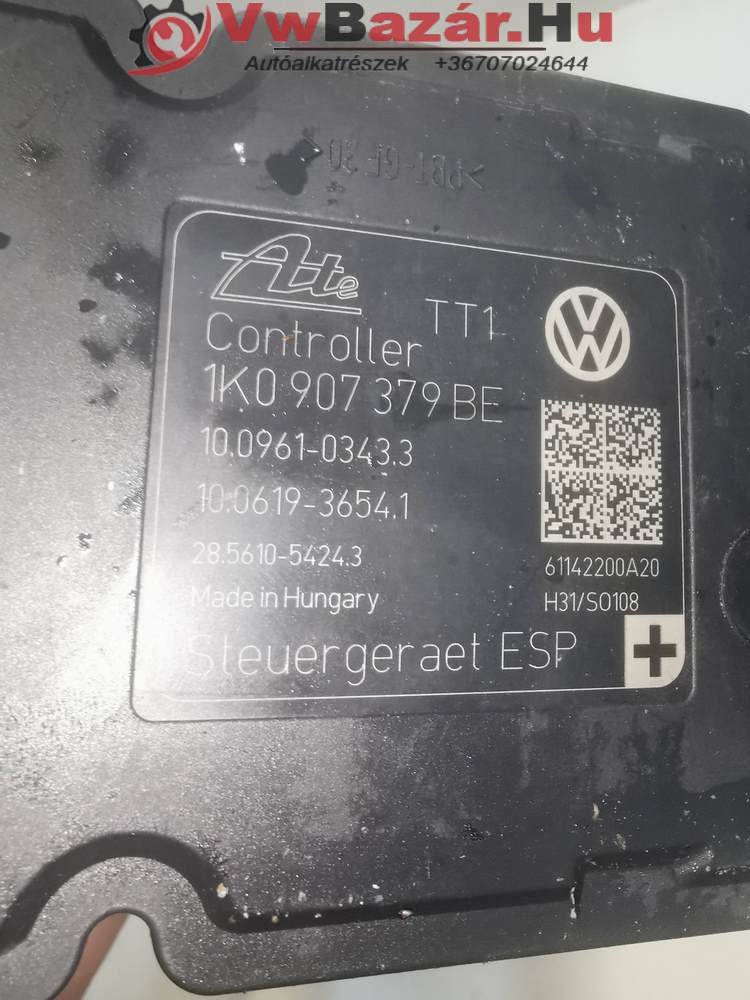 VwBazár.Hu
Autóalkatrészek +36707024644
>PBT-GF30<
Ate
TT1
Controller
1K0 907 379 BE
10.0961-0343.3
10.0619-3654.1
28.5610-5424.3
61142200A20
Made in Hungary
H31/SO108
Steuergeraet ESP